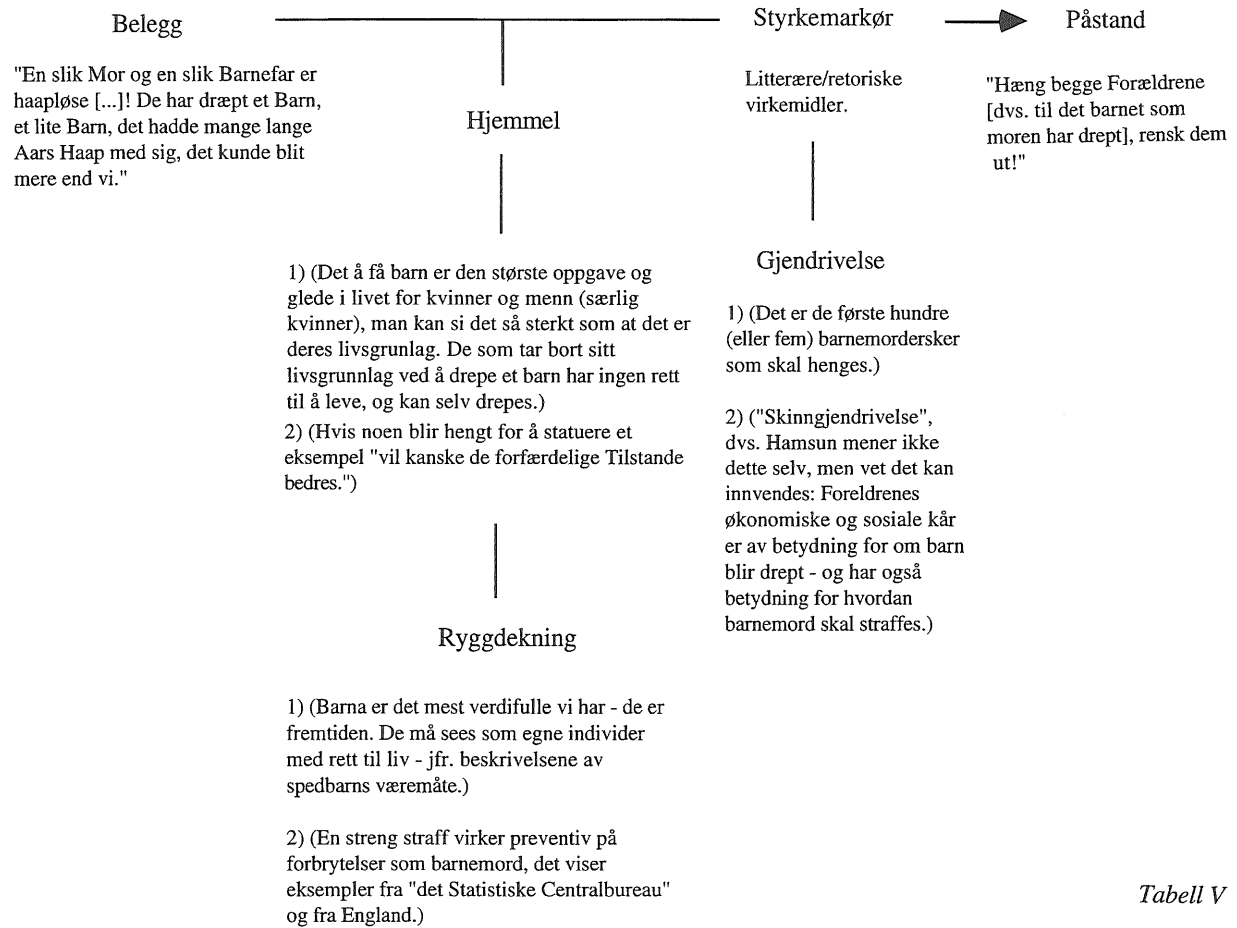 Belegg
"En slik Mor og en slik Barnefar er
haapløse [...]! De har dræpt et Barn,
et lite Barn, det hadde mange lange
Aars Haap med sig, det kunde blit
mere end vi."
Hjemmel
1) (Det å få barn er den største oppgave og
glede i livet for kvinner og menn (særlig
kvinner), man kan si det så sterkt som at det er
deres livsgrunlag. De som tar bort sitt
livsgrunnlag ved å drepe et barn har ingen rett
til å leve, og kan selv drepes.)
2) (Hvis noen blir hengt for å statuere et
eksempel "vil kanske de forfærdelige Tilstande
bedres.")
Ryggdekning
1) (Barna er det mest verdifulle vi har - de er
fremtiden. De må sees som egne individer
med rett til liv - jfr. beskrivelsene av
spedbarns væremåte.)
2) (En streng straff virker preventiv på
forbrytelser som barnemord, det viser
eksempler fra "det Statistiske Centralbureau"
og fra England.)
Styrkemarkør
Litterære/retoriske
virkemidler.
Gjendrivelse
1) (Det er de første hundre
(eller fem) barnemordersker
som skal henges.)
2) ("Skinngjendrivelse",
dvs. Hamsun mener ikke
dette selv, men vet det kan
innvendes: Foreldrenes
økonomiske og sosiale kår
er av betydning for om barn
blir drept - og har også
betydning for hvordan
barnemord skal straffes.)
Påstand
"Hæng begge Forældrene
[dvs. til det barnet som
moren har drept], rensk dem
ut!"
Tabell V